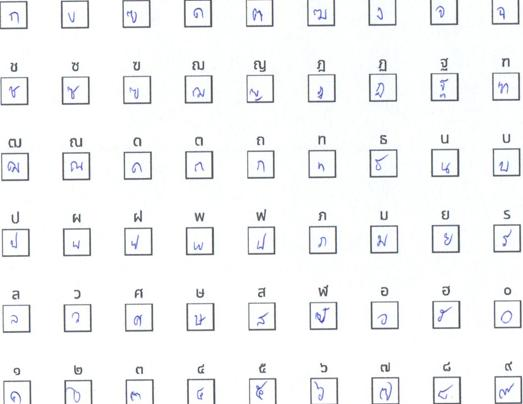 ก ข ฃ ค ฅ ฆ ง จ ฉ
ช ซ ฃ ฌ ญ ฎ ฏ ฐ ฑ
ช ซ ฃ ฌ ญ ฎ ฏ ฐ ฑ
ฒ ณ ด ต ถ ท ธ น บ
ฒ ณ ด ต ถ ท ธ น บ
ป ผ ฝ พ ฟ ภ ม ย ร
ป ผ ฝ พ ฟ ภ ม ย ร
ล ว ศ ษ ส ฬ อ ฮ ๐
ล ว ศ ษ ส ฬ อ ฮ ๐
๑ ๒ ๓ ๔ ๕ ๖ ๗ ๘ ๙
๑ ๒ ๓ ๔ ๕ ๖ ๗ ๘ ๙